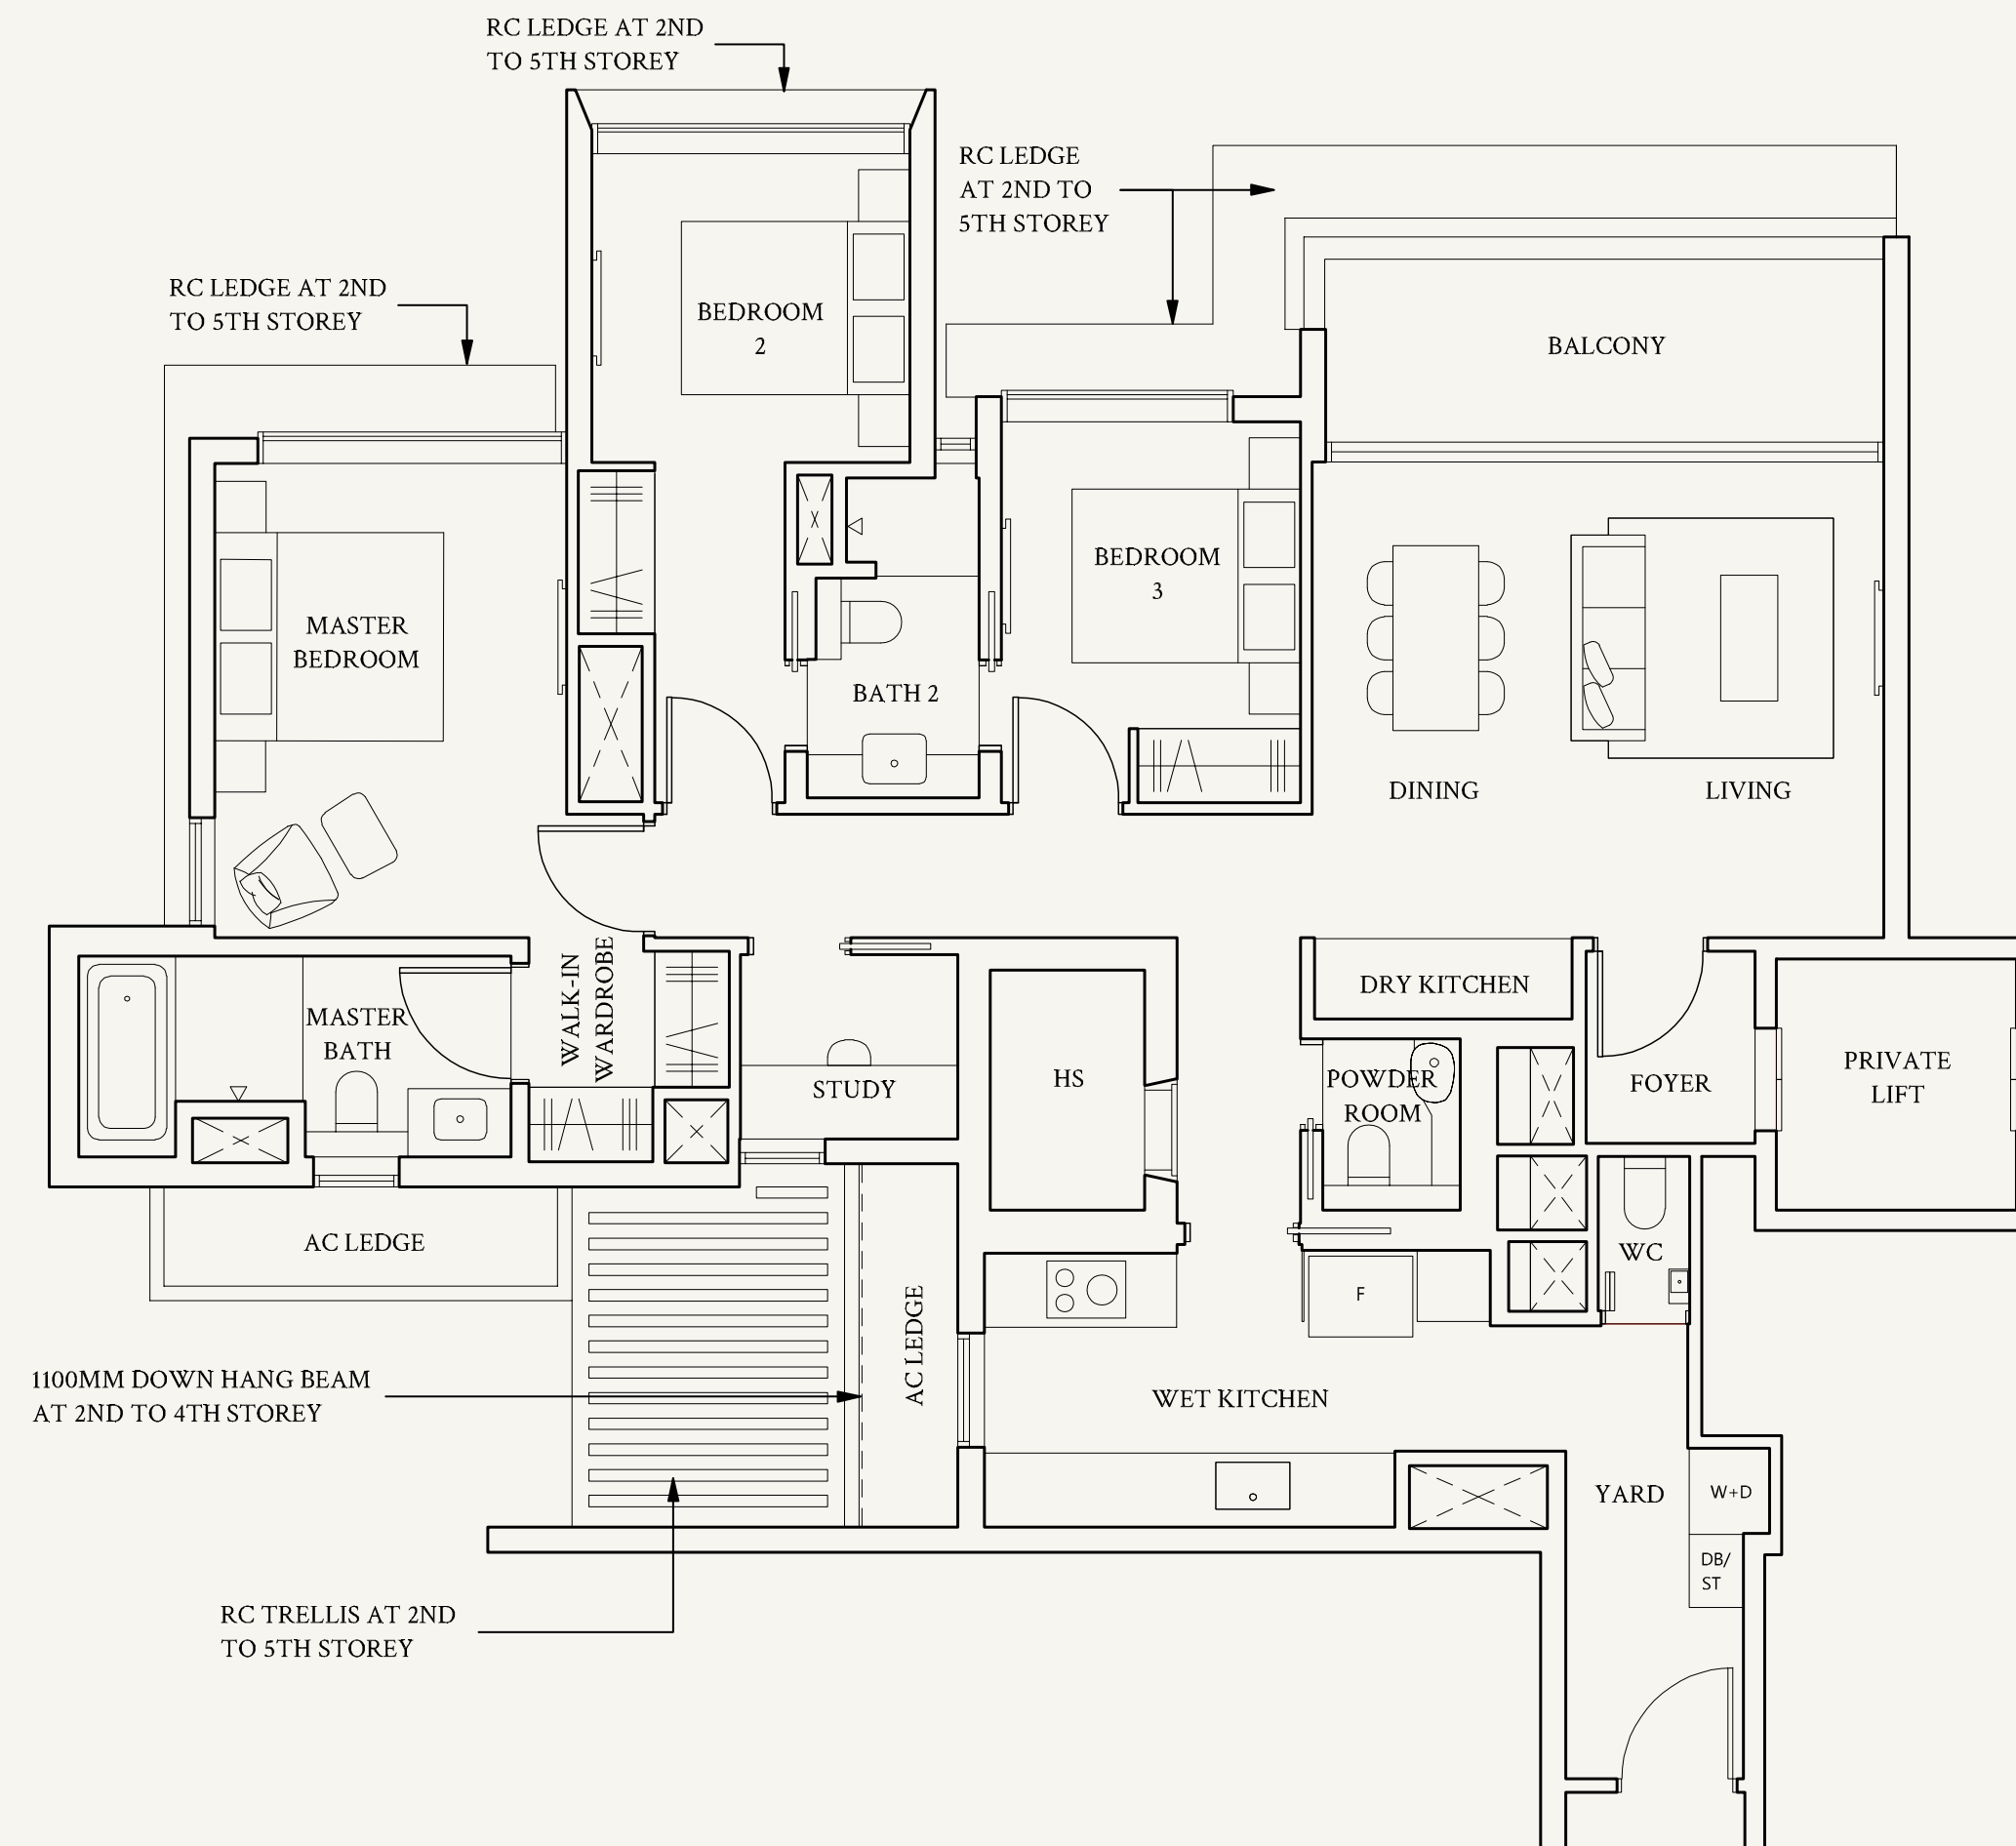 RC LEDGE AT 2ND
TO 5TH STOREY
RC LEDGE
AT 2ND TO
5TH STOREY
RC LEDGE AT 2ND
TO 5TH STOREY
BEDROOM
2
BALCONY
BEDROOM
3
MASTER
BEDROOM
BATH 2
DINING
LIVING
WALK-IN
WARDROBE
MASTER
BATH
STUDY
HS
DRY KITCHEN
POWDER
ROOM
FOYER
PRIVATE
LIFT
AC LEDGE
WC
F
AC LEDGE
1100MM DOWN HANG BEAM
AT 2ND TO 4TH STOREY
WET KITCHEN
YARD
W+D
DB/
ST
RC TRELLIS AT 2ND
TO 5TH STOREY